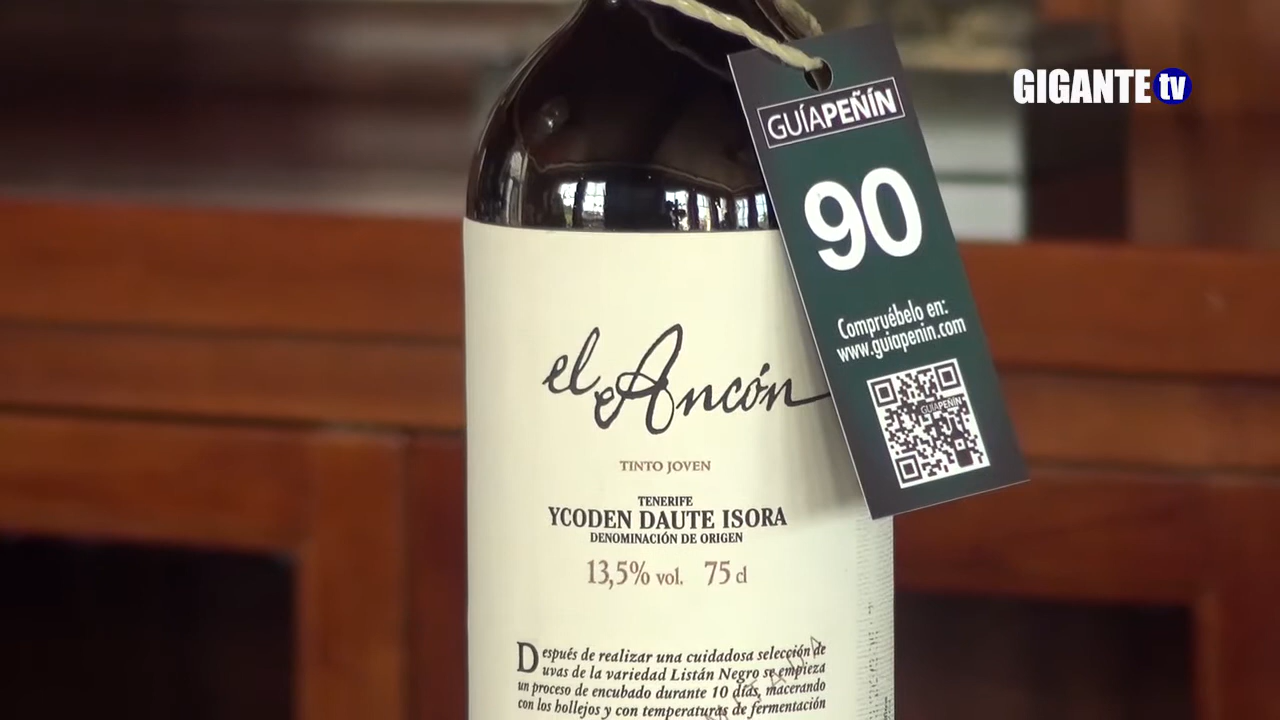 GIGANTE tv
GUÍAPEÑÍN
90
Compruébelo en:
www.guiapenin.com
GUÍAPEÑÍN
el Ancón
TINTO JOVEN
TENERIFE
YCODEN DAUTE ISORA
DENOMINACIÓN DE ORIGEN
13,5% vol. 75 cl
Después de realizar una cuidadosa selección de
uvas de la variedad Listán Negro se empieza
un proceso de encubado durante 10 días, macerando
con los hollejos y con temperaturas de fermentación